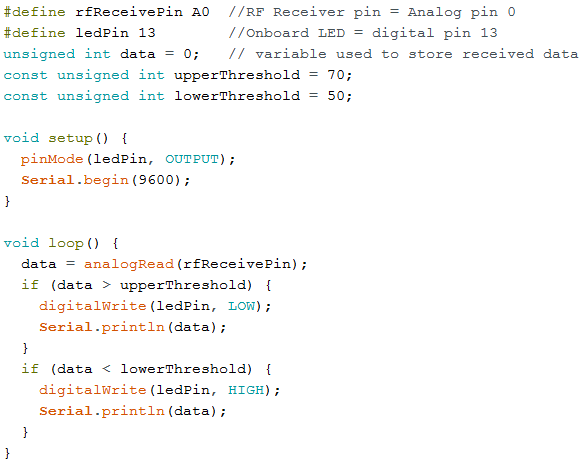 #define rfReceivePin A0  //RF Receiver pin = Analog pin 0
#define ledPin 13        //Onboard LED = digital pin 13
unsigned int data = 0;   // variable used to store received data
const unsigned int upperThreshold = 70;
const unsigned int lowerThreshold = 50;

void setup() {
  pinMode(ledPin, OUTPUT);
  Serial.begin(9600);
}

void loop() {
  data = analogRead(rfReceivePin);
  if (data > upperThreshold) {
    digitalWrite(ledPin, LOW);
    Serial.println(data);
  }
  if (data < lowerThreshold) {
    digitalWrite(ledPin, HIGH);
    Serial.println(data);
  }
}